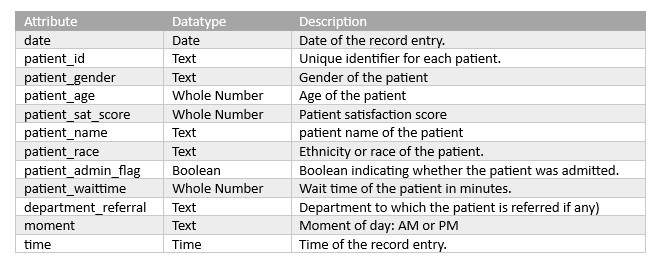 Attribute Datatype Description
date Date Date of the record entry.
patient_id Text Unique identifier for each patient.
patient_gender Text Gender of the patient
patient_age Whole Number Age of the patient
patient_sat_score Whole Number Patient satisfaction score
patient_name Text patient name of the patient
patient_race Text Ethnicity or race of the patient.
patient_admin_flag Boolean Boolean indicating whether the patient was admitted.
patient_waittime Whole Number Wait time of the patient in minutes.
department_referral Text Department to which the patient is referred if any)
moment Text Moment of day: AM or PM
time Time Time of the record entry.